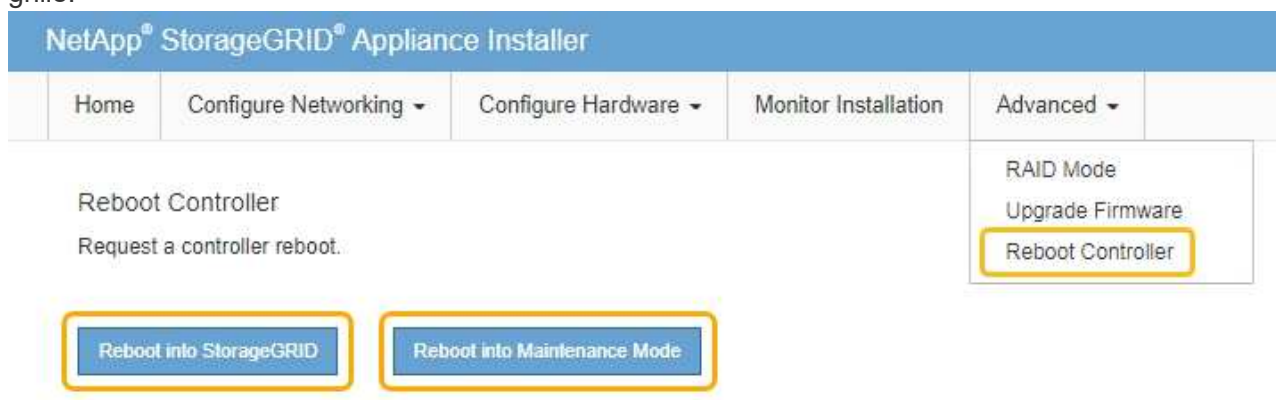 grille.
NetApp® StorageGRID® Appliance Installer
Home Configure Networking Configure Hardware Monitor Installation Advanced
RAID Mode
Upgrade Firmware
Reboot Controller
Reboot Controller
Request a controller reboot.
Reboot into StorageGRID Reboot into Maintenance Mode